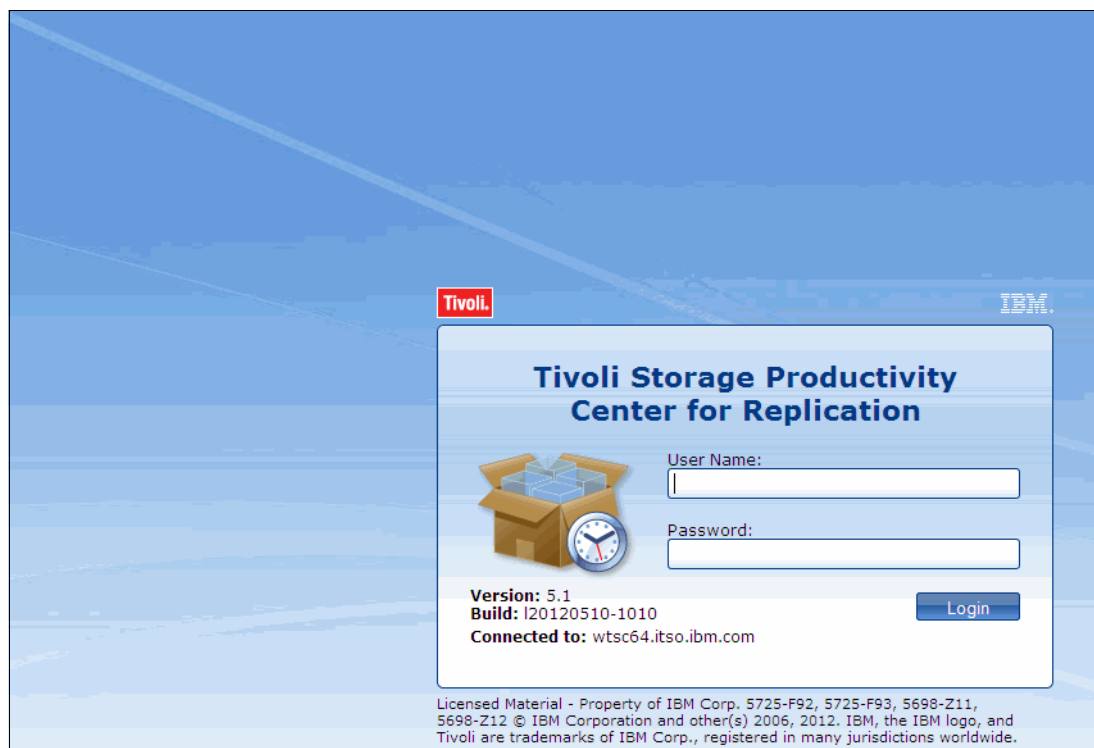 Tivoli.
IBM.
Tivoli Storage Productivity
Center for Replication
User Name:
Password:
Version: 5.1
Build: l20120510-1010
Login
Connected to: wtsc64.itso.ibm.com
Licensed Material - Property of IBM Corp. 5725-F92, 5725-F93, 5698-Z11,
5698-Z12 © IBM Corporation and other(s) 2006, 2012. IBM, the IBM logo, and
Tivoli are trademarks of IBM Corp., registered in many jurisdictions worldwide.